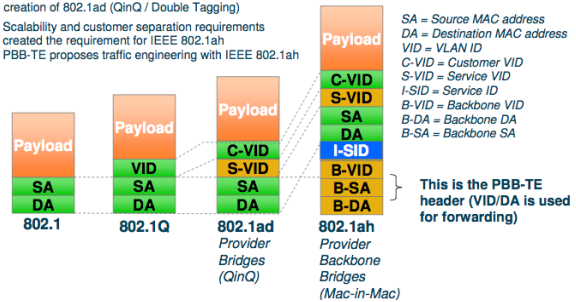 creation of 802.1ad (QinQ / Double Tagging)
Scalability and customer separation requirements
created the requirement for IEEE 802.1ah
PBB-TE proposes traffic engineering with IEEE 802.1ah
SA = Source MAC address
DA = Destination MAC address
VID = VLAN ID
C-VID = Customer VID
S-VID = Service VID
I-SID = Service ID
B-VID = Backbone VID
B-DA = Backbone DA
B-SA = Backbone SA
Payload
SA
DA
802.1
Payload
VID
SA
DA
802.1Q
Payload
C-VID
S-VID
SA
DA
802.1ad
Provider
Bridges
(QinQ)
Payload
C-VID
S-VID
SA
DA
I-SID
B-VID
B-SA
B-DA
802.1ah
Provider
Backbone
Bridges
(Mac-in-Mac)
This is the PBB-TE
header (VID/DA is used
for forwarding)